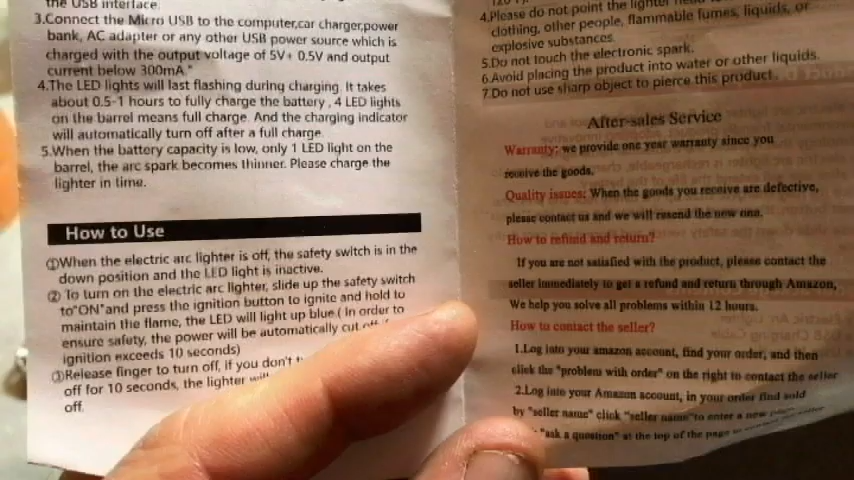 the USB interface.
3.Connect the Micro USB to the computer,car charger,power
bank, AC adapter or any other USB power source which is
charged with the output voltage of 5V+ 0.5V and output
current below 300mA."
4.The LED lights will last flashing during charging. It takes
about 0.5-1 hours to fully charge the battery , 4 LED lights
on the barrel means full charge. And the charging indicator
will automatically turn off after a full charge.
5.When the battery capacity is low, only 1 LED light on the
barrel, the arc spark becomes thinner. Please charge the
lighter in time.
How to Use
①When the electric arc lighter is off, the safety switch is in the
down position and the LED light is inactive.
② To turn on the electric arc lighter, slide up the safety switch
to"ON"and press the ignition button to ignite and hold to
maintain the flame, the LED will light up blue.( In order to
ensure safety, the power will be automatically cut off if
ignition exceeds 10 seconds)
③Release finger to turn off, if you don't
off for 10 seconds, the lighter
off.
4.Please do not point the lighter
clothing, other people, flammable fumes, liquids, or
explosive substances.
5.Do not touch the electronic spark.
6.Avoid placing the product into water or other liquids.
7.Do not use sharp object to pierce this product.
After-sales Service
Warranty: we provide one year warranty since you
receive the goods.
Quality issues: When the goods you receive are defective,
please contact us and we will resend the new one.
How to refund and return?
If you are not satisfied with the product, please contact the
seller immediately to get a refund and return through Amazon,
We help you solve all problems within 12 hours.
How to contact the seller?
1.Log into your amazon account, find your order, and then
click the "problem with order" on the right to contact the seller
2.Log into your Amazon account, in your order find sold
by "seller name" click "seller name"to enter a new page
"ask a question" at the top of the page to contact the seller